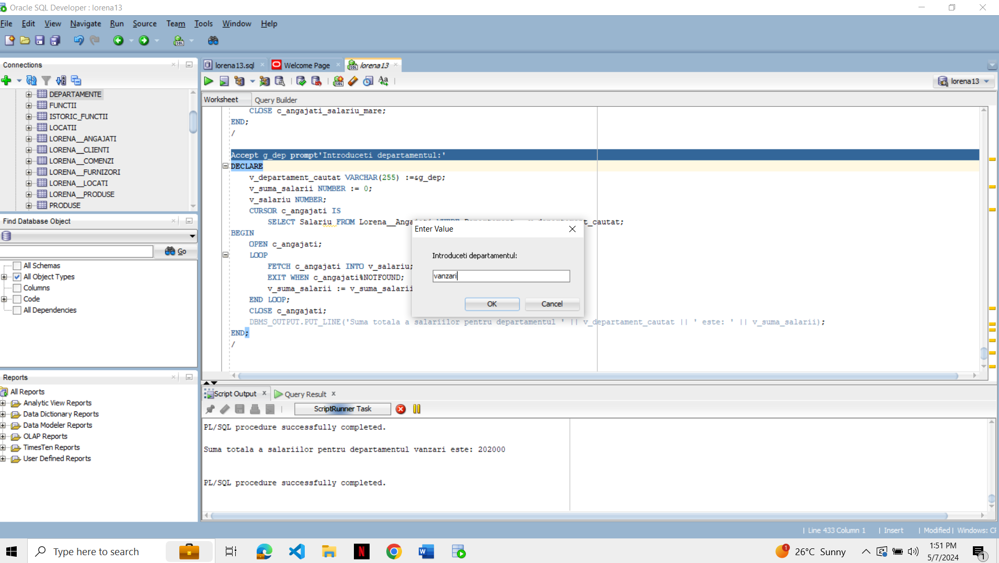 Oracle SQL Developer : lorena13
File Edit View Navigate Run Source Team Tools Window Help
Connections
DEPARTAMENTE
FUNCTII
ISTORIC_FUNCTII
LOCATII
LORENA__ANGAJATI
LORENA__CLIENTI
LORENA__COMENZI
LORENA__FURNIZORI
LORENA__LOCATI
LORENA__PRODUSE
PRODUSE
Find Database Object
Go
All Schemas
All Object Types
Columns
Code
All Dependencies
Reports
All Reports
Analytic View Reports
Data Dictionary Reports
Data Modeler Reports
OLAP Reports
TimesTen Reports
User Defined Reports
lorena13.sql Welcome Page lorena13
lorena13
Worksheet Query Builder
CLOSE c_angajati_salariu_mare;
END;
/
Accept g_dep prompt'Introduceti departamentul:'
DECLARE
v_departament_cautat VARCHAR(255) :=&g_dep;
v_suma_salarii NUMBER := 0;
v_salariu NUMBER;
CURSOR c_angajati IS
SELECT Salariu FROM Lorena__Angajati WHERE Departament = v_departament_cautat;
BEGIN
OPEN c_angajati;
LOOP
FETCH c_angajati INTO v_salariu;
EXIT WHEN c_angajati%NOTFOUND;
v_suma_salarii := v_suma_salarii
END LOOP;
CLOSE c_angajati;
DBMS_OUTPUT.PUT_LINE('Suma totala a salariilor pentru departamentul ' || v_departament_cautat || ' este: ' || v_suma_salarii);
END;
/
Enter Value
Introduceti departamentul:
vanzari
OK Cancel
Script Output Query Result
ScriptRunner Task
PL/SQL procedure successfully completed.
Suma totala a salariilor pentru departamentul vanzari este: 202000
PL/SQL procedure successfully completed.
| Line 433 Column 1 | Insert | Modified | Windows: CF
Type here to search
26°C Sunny
1:51 PM
5/7/2024